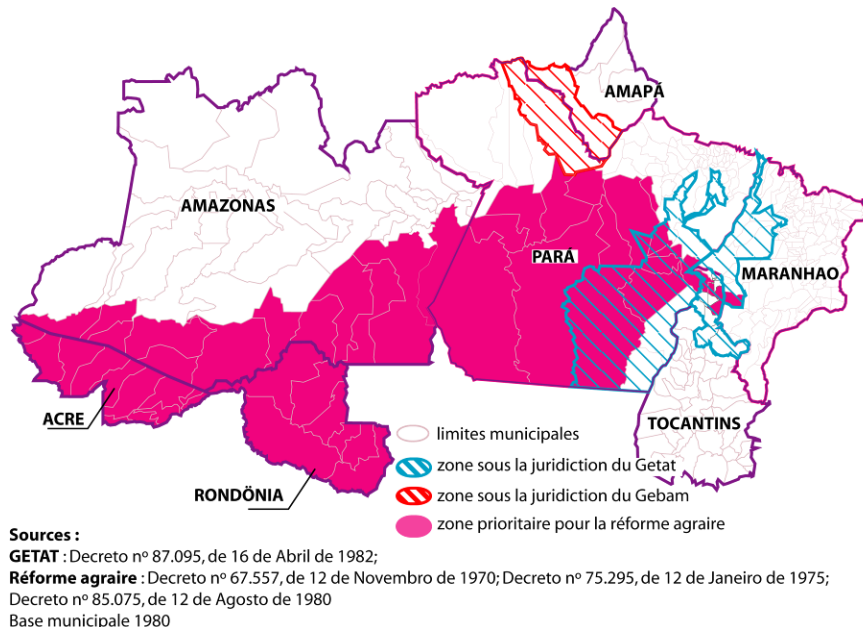 AMAPÁ
AMAZONAS
PARÁ
MARANHAO
ACRE
TOCANTINS
RONDÖNIA
limites municipales
zone sous la juridiction du Getat
zone sous la juridiction du Gebam
zone prioritaire pour la réforme agraire
Sources :
GETAT : Decreto nº 87.095, de 16 de Abril de 1982;
Réforme agraire : Decreto nº 67.557, de 12 de Novembro de 1970; Decreto nº 75.295, de 12 de Janeiro de 1975;
Decreto nº 85.075, de 12 de Agosto de 1980
Base municipale 1980